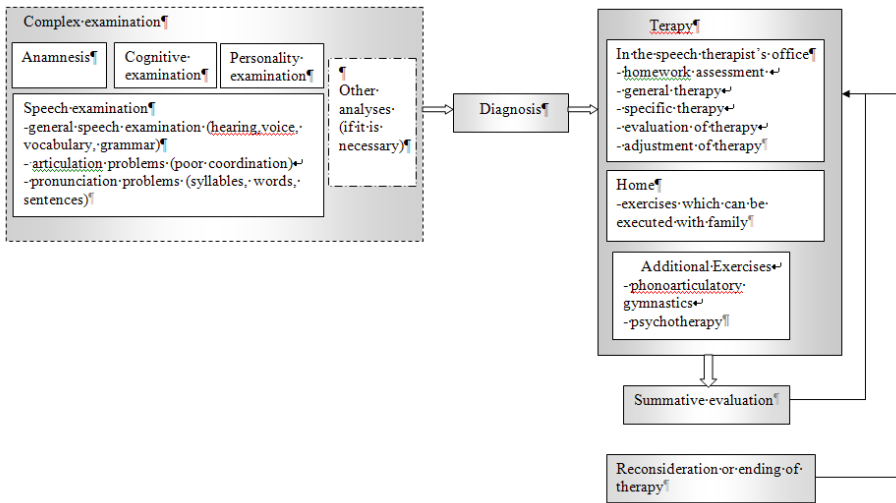 Complex examination¶
Anamnesis¶
Cognitive examination¶
Personality examination¶
Speech examination¶
-general speech examination (hearing,voice,
vocabulary, grammar)¶
- articulation problems (poor coordination)↵
-pronunciation problems (syllables, words,
sentences)¶
¶
Other
analyses
(if it is
necessary)¶
Diagnosis¶
Terapy¶
In the speech therapist's office¶
-homework assessment ↵
-general therapy
-specific therapy
- evaluation of therapy
-adjustment of therapy¶
Home¶
-exercises which can be
executed with family¶
Additional Exercises↵
-phonoarticulatory
gymnastics↵
-psychotherapy¶
Summative evaluation¶
Reconsideration or ending of
therapy¶